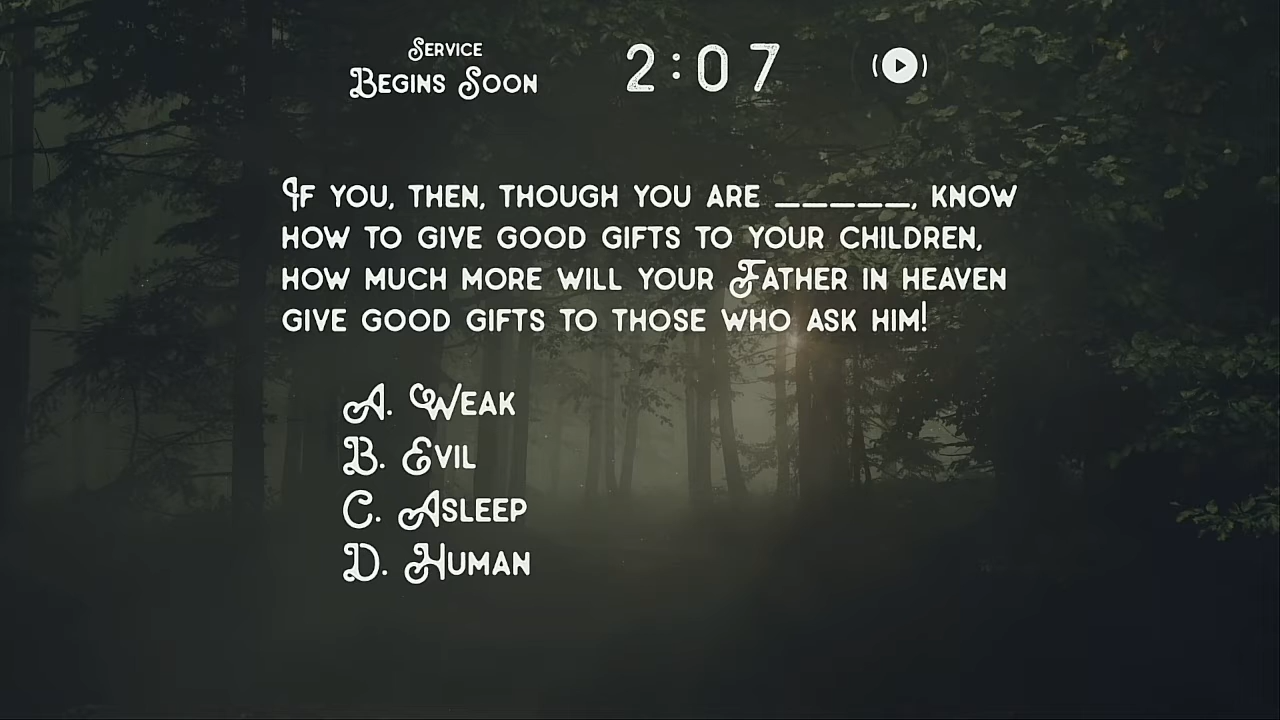 Service
Begins Soon
2:07
If you, then, though you are _____, know
how to give good gifts to your children,
how much more will your Father in heaven
give good gifts to those who ask him!
A. Weak
B. Evil
C. Asleep
D. Human